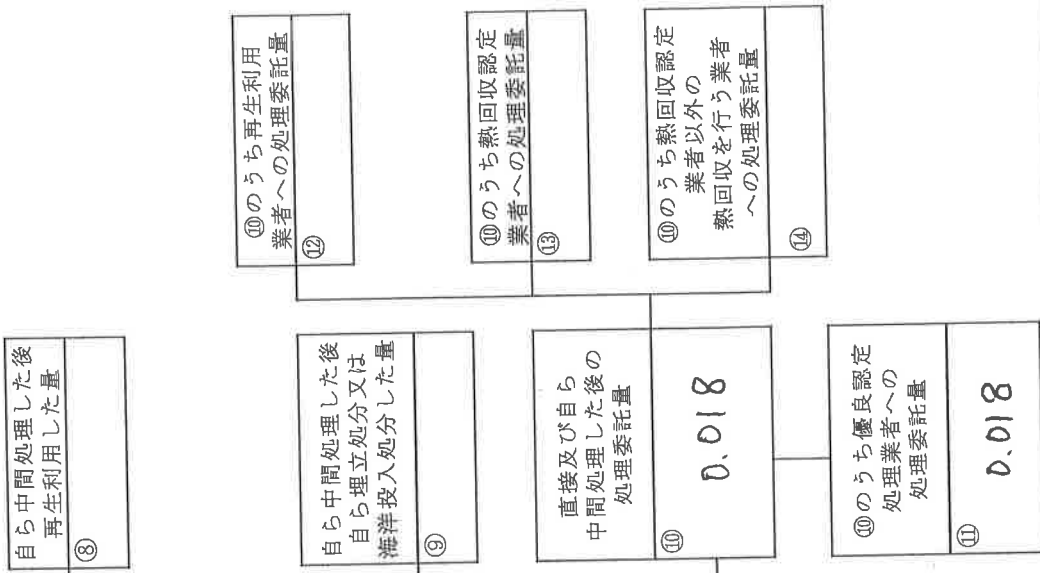 自ら中間処理した後
再生利用した量
⑧
自ら中間処理した後
自ら埋立処分又は
海洋投入処分した量
⑨
直接及び自ら
中間処理した後の
処理委託量
⑩
0.018
⑩のうち優良認定
処理業者への
処理委託量
⑪
0.018
⑩のうち再生利用
業者への処理委託量
⑫
⑩のうち熱回収認定
業者への処理委託量
⑬
⑩のうち熱回収認定
業者以外の
熱回収を行う業者
への処理委託量
⑭